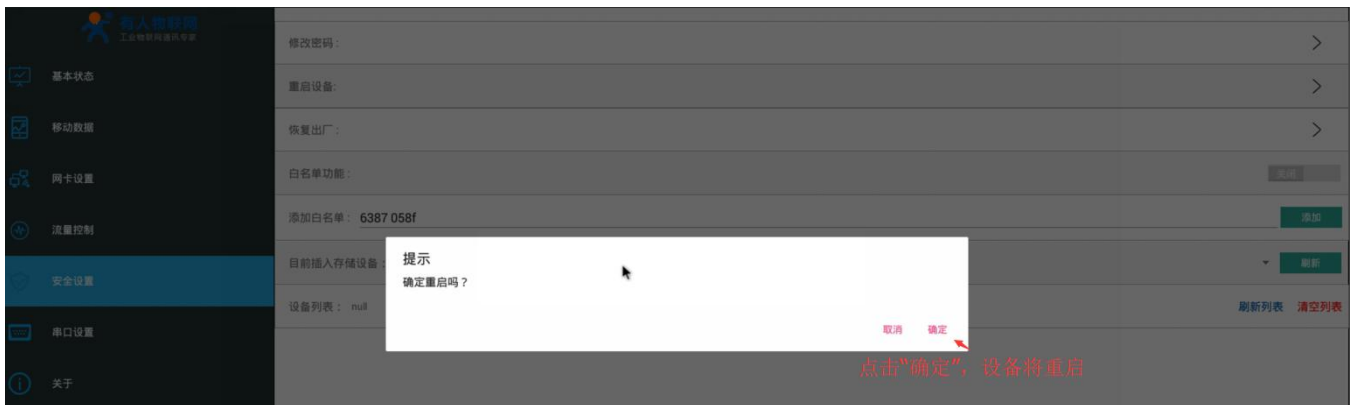 有人物联网
工业物联网通讯专家
基本状态
移动数据
网卡设置
流量控制
安全设置
串口设置
关于
修改密码：
重启设备:
恢复出厂：
白名单功能：
关闭
添加白名单： 6387 058f
添加
目前插入存储设备：
刷新
设备列表： null
刷新列表 清空列表
提示
确定重启吗？
取消 确定
点击“确定”，设备将重启